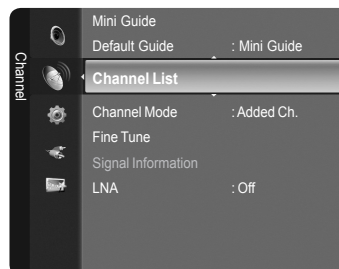 Channel
Mini Guide
Default Guide : Mini Guide
Channel List
Channel Mode : Added Ch.
Fine Tune
Signal Information
LNA : Off